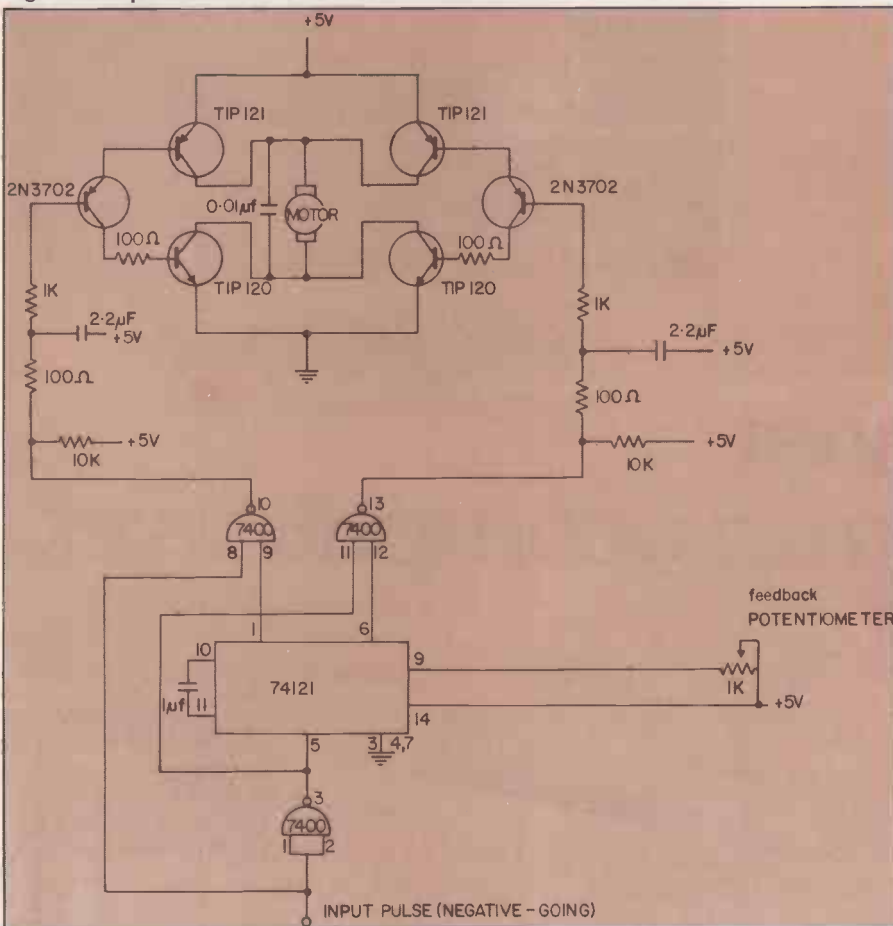 +5V
TIP121
TIP121
2N3702
2N3702
0·01μf
MOTOR
100Ω
100Ω
TIP120
TIP120
1K
1K
2·2μF
+5V
2·2μF
+5V
100Ω
100Ω
+5V
10K
+5V
10K
10
13
7400
7400
8
9
11
12
1
6
feedback
POTENTIOMETER
10
9
74121
1K
1μf
11
14
+5V
5
3
4,7
3
7400
1
2
INPUT PULSE (NEGATIVE-GOING)